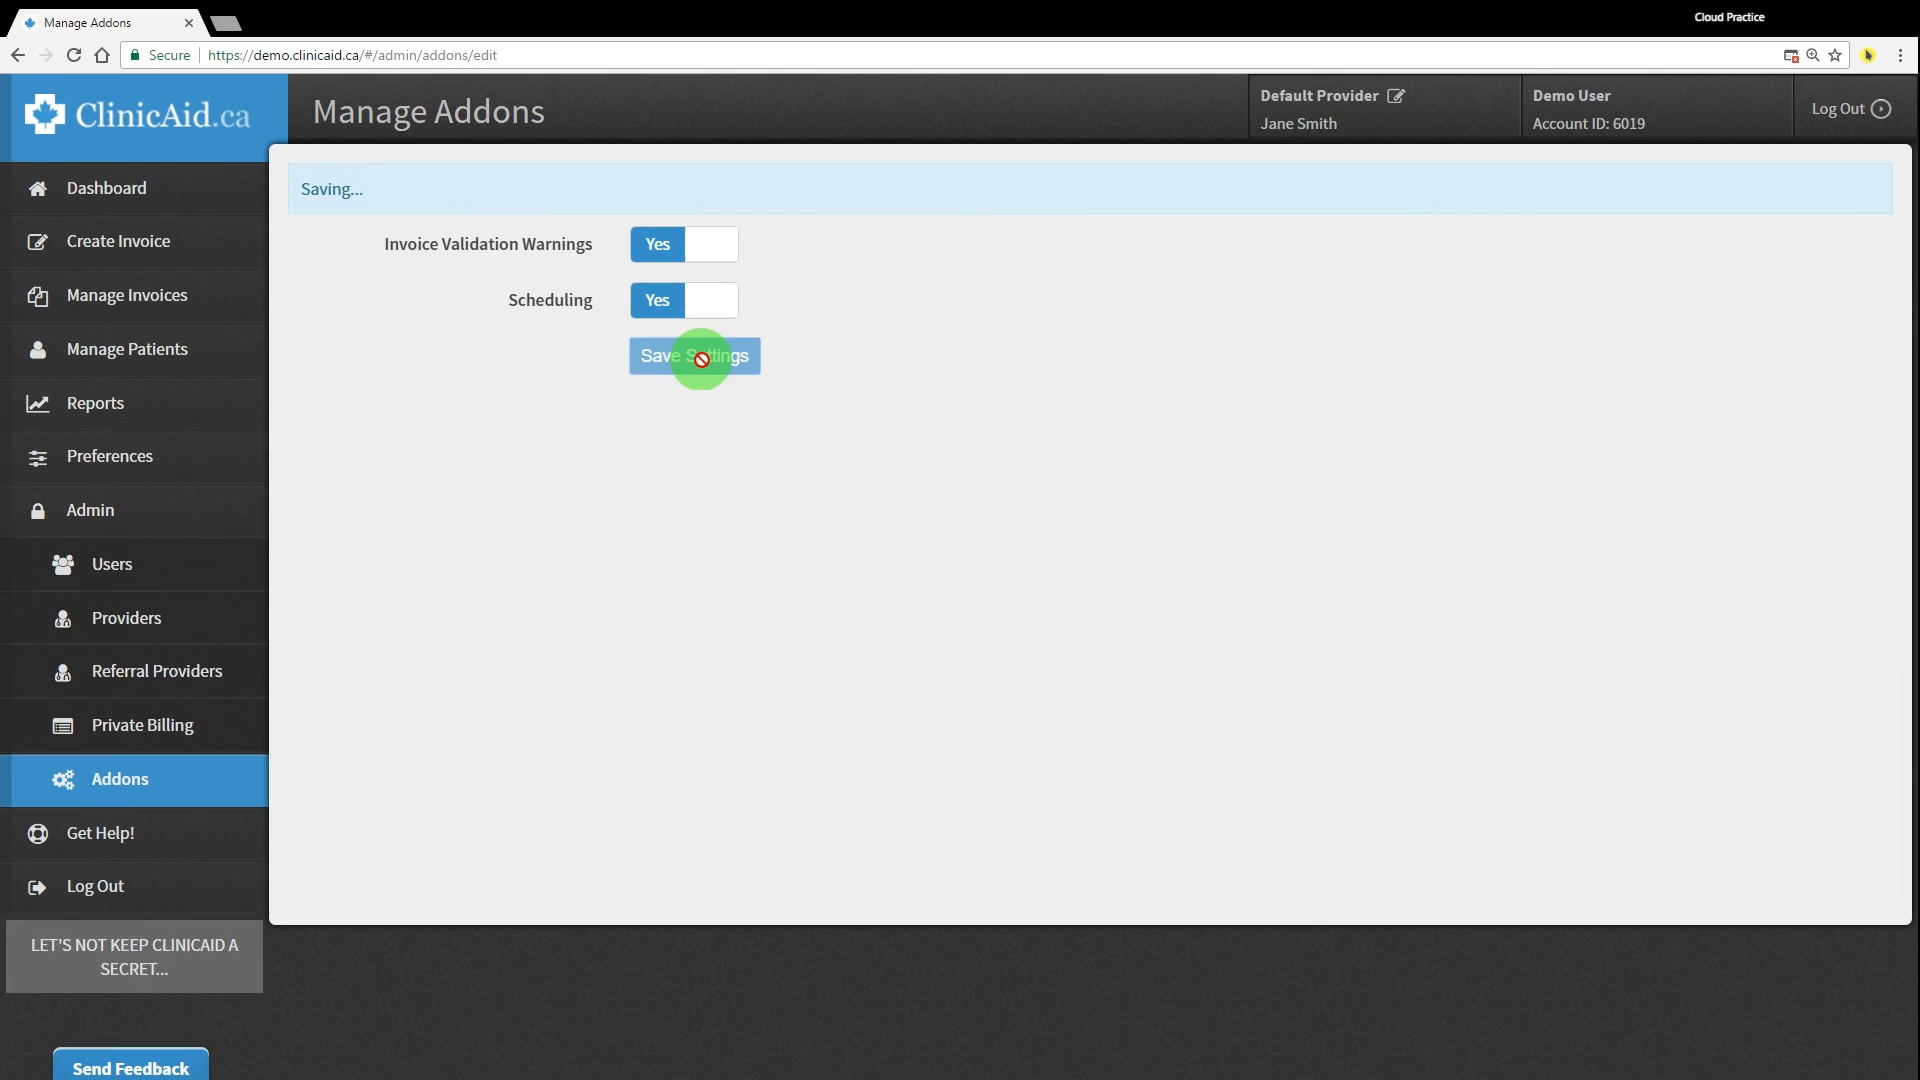 Manage Addons
Cloud Practice
Secure
https://demo.clinicaid.ca/#/admin/addons/edit
ClinicAid.ca
Manage Addons
Default Provider
Jane Smith
Demo User
Account ID: 6019
Log Out
Dashboard
Create Invoice
Manage Invoices
Manage Patients
Reports
Preferences
Admin
Users
Providers
Referral Providers
Private Billing
Addons
Get Help!
Log Out
LET'S NOT KEEP CLINICAID A
SECRET...
Send Feedback
Saving...
Invoice Validation Warnings
Yes
Scheduling
Yes
Save Settings